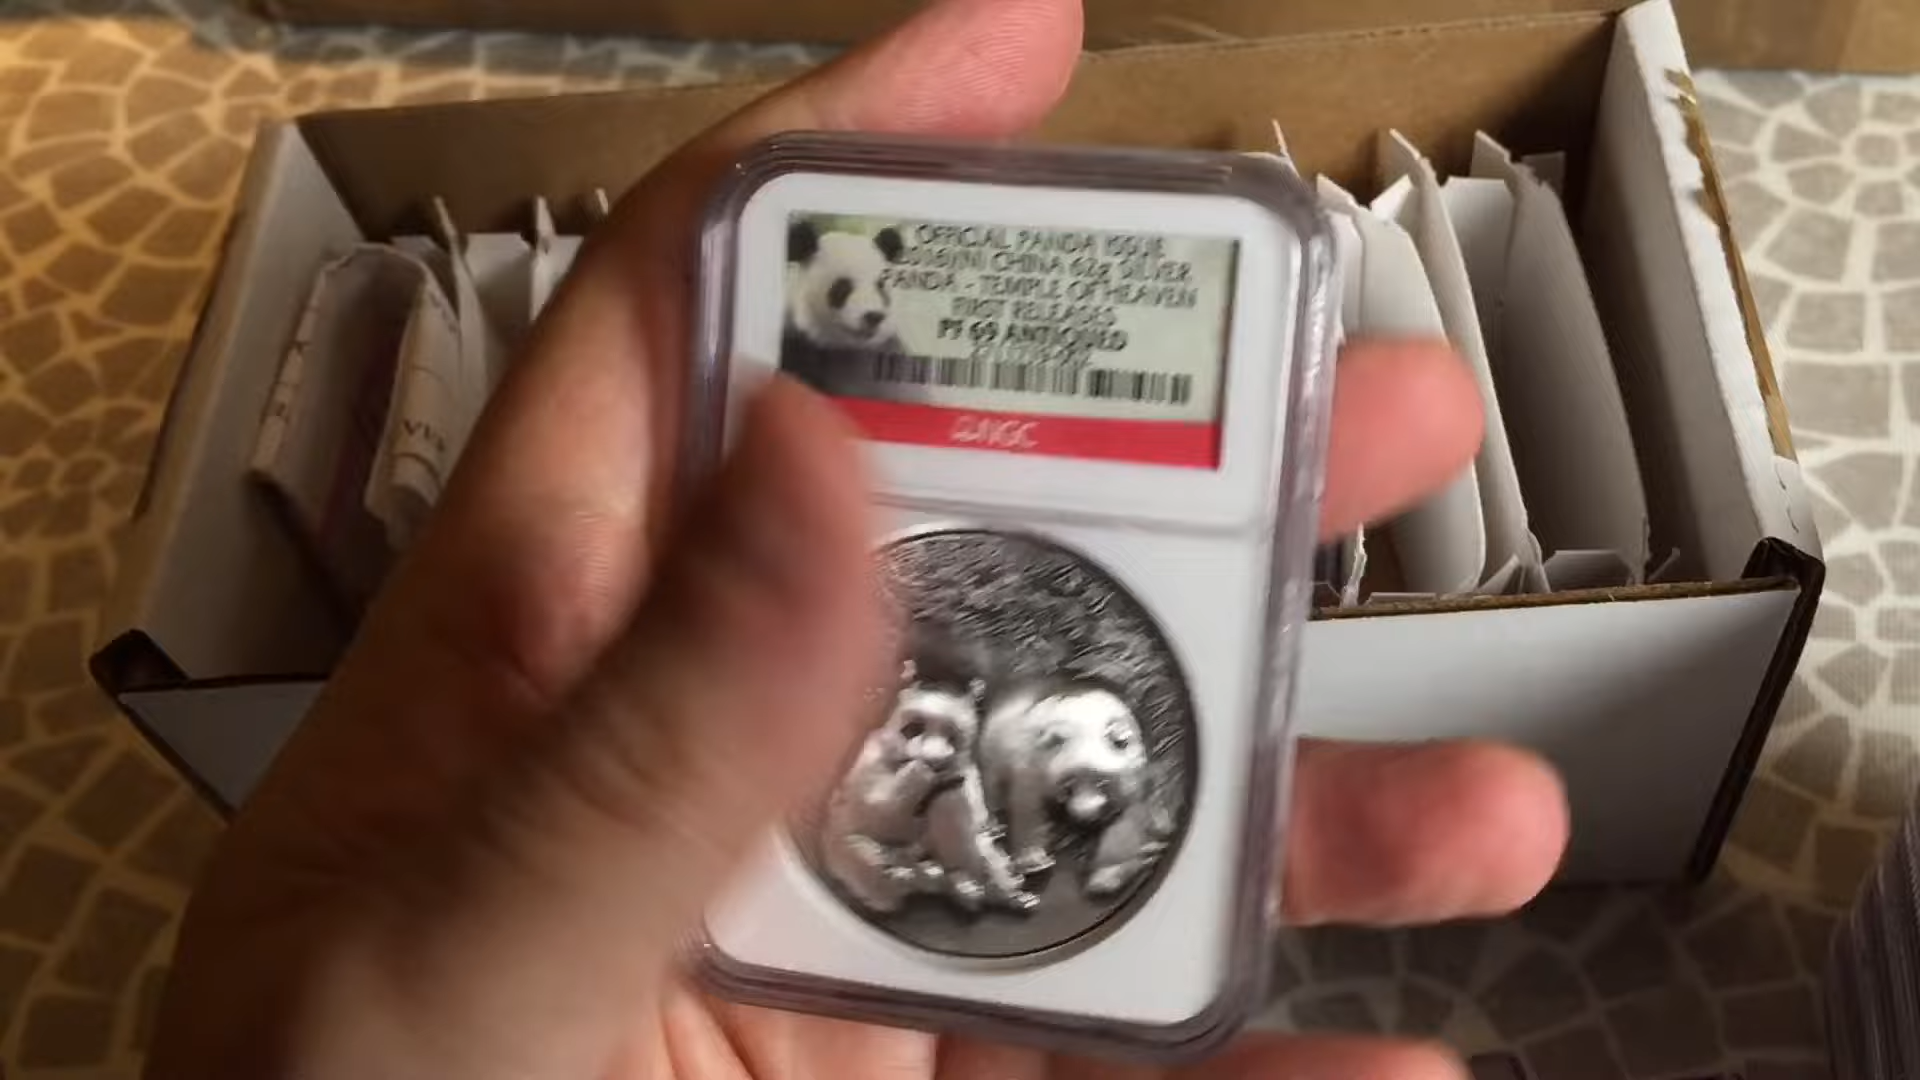 OFFICIAL PANDA ISSUE
CHINA 62g SILVER
PANDA - TEMPLE OF HEAVEN
FIRST RELEASES
PF 69 ANTIQUED
NGC